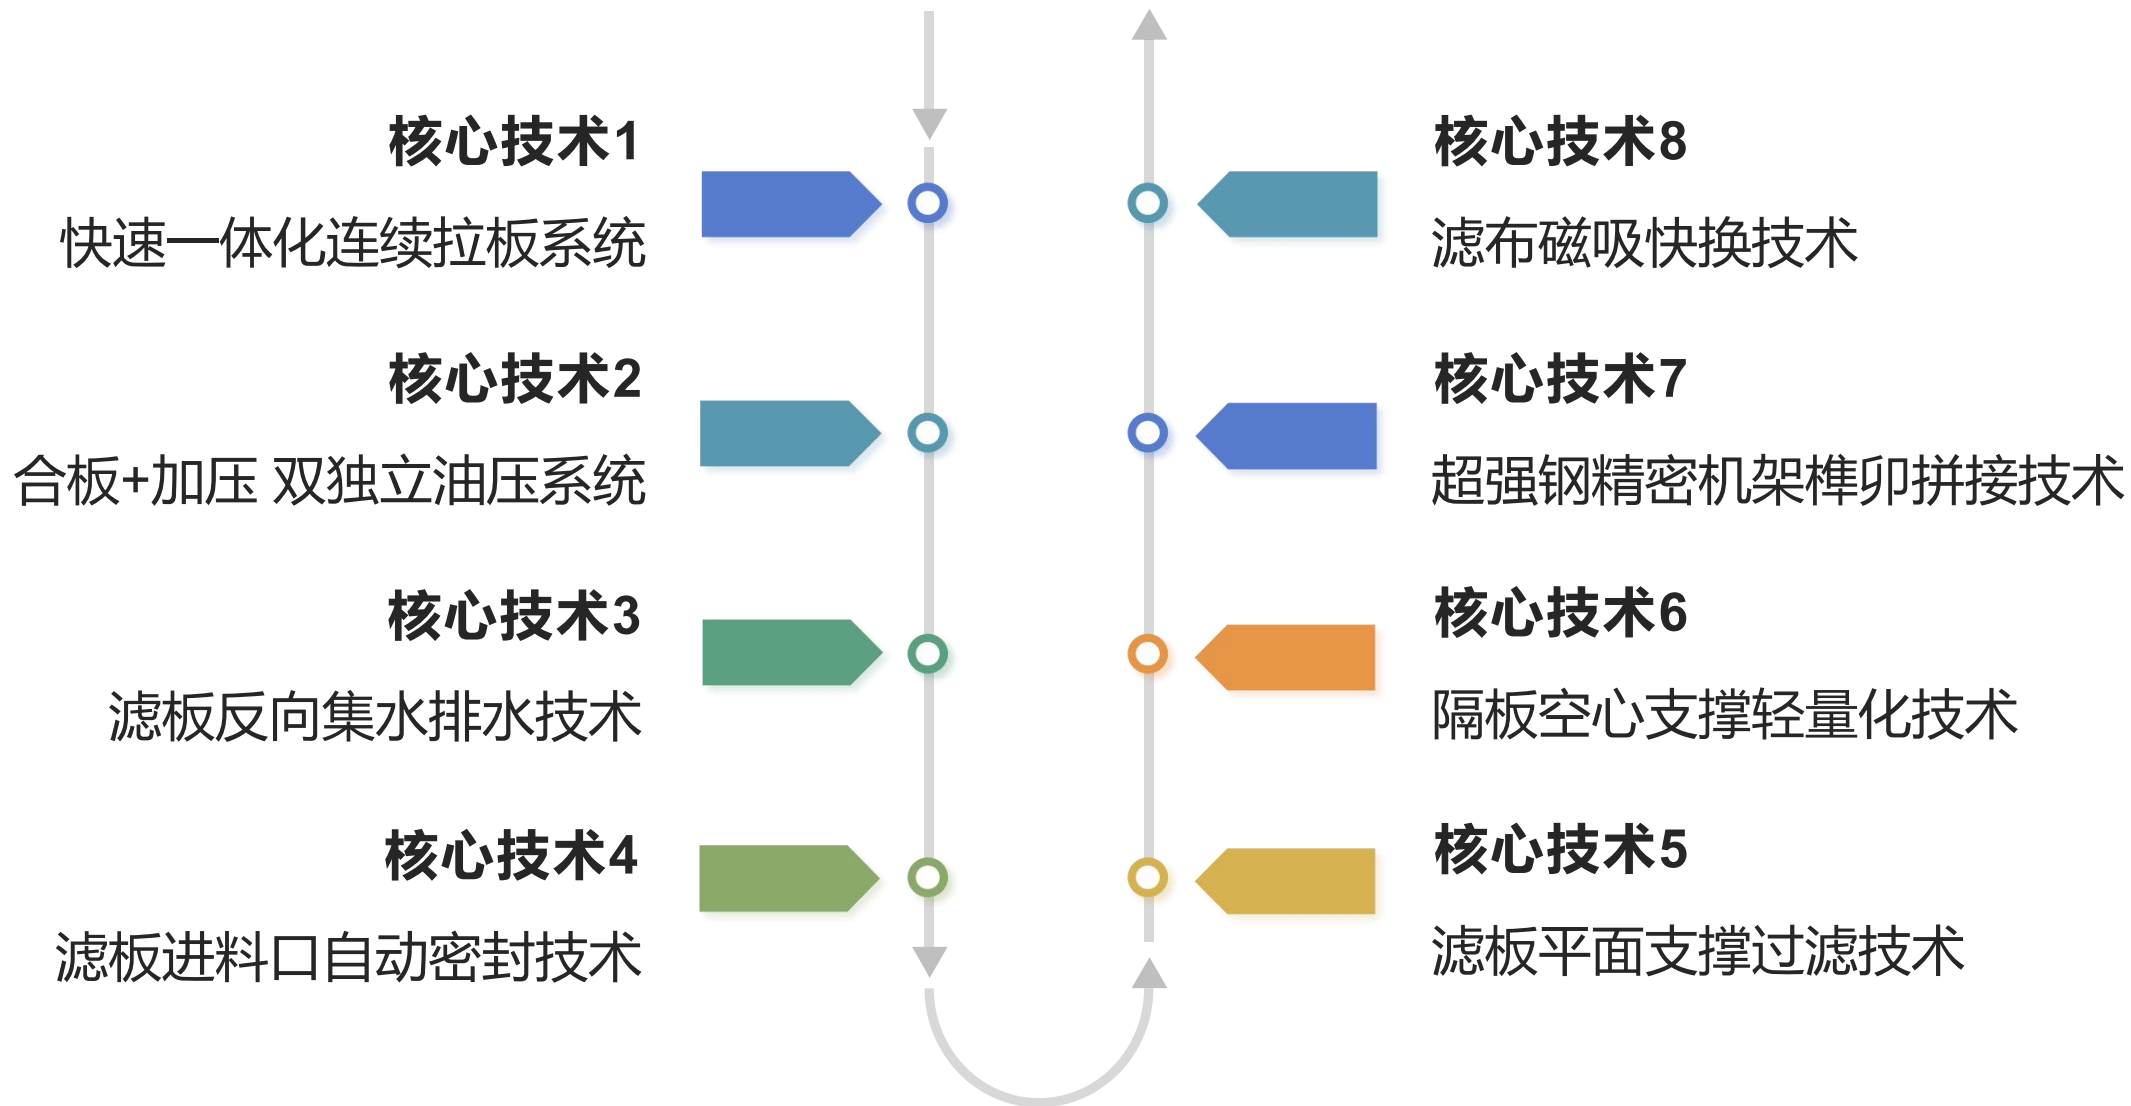 核心技术1
快速一体化连续拉板系统
核心技术2
合板+加压 双独立油压系统
核心技术3
滤板反向集水排水技术
核心技术4
滤板进料口自动密封技术
核心技术5
滤板平面支撑过滤技术
核心技术6
隔板空心支撑轻量化技术
核心技术7
超强钢精密机架榫卯拼接技术
核心技术8
滤布磁吸快换技术